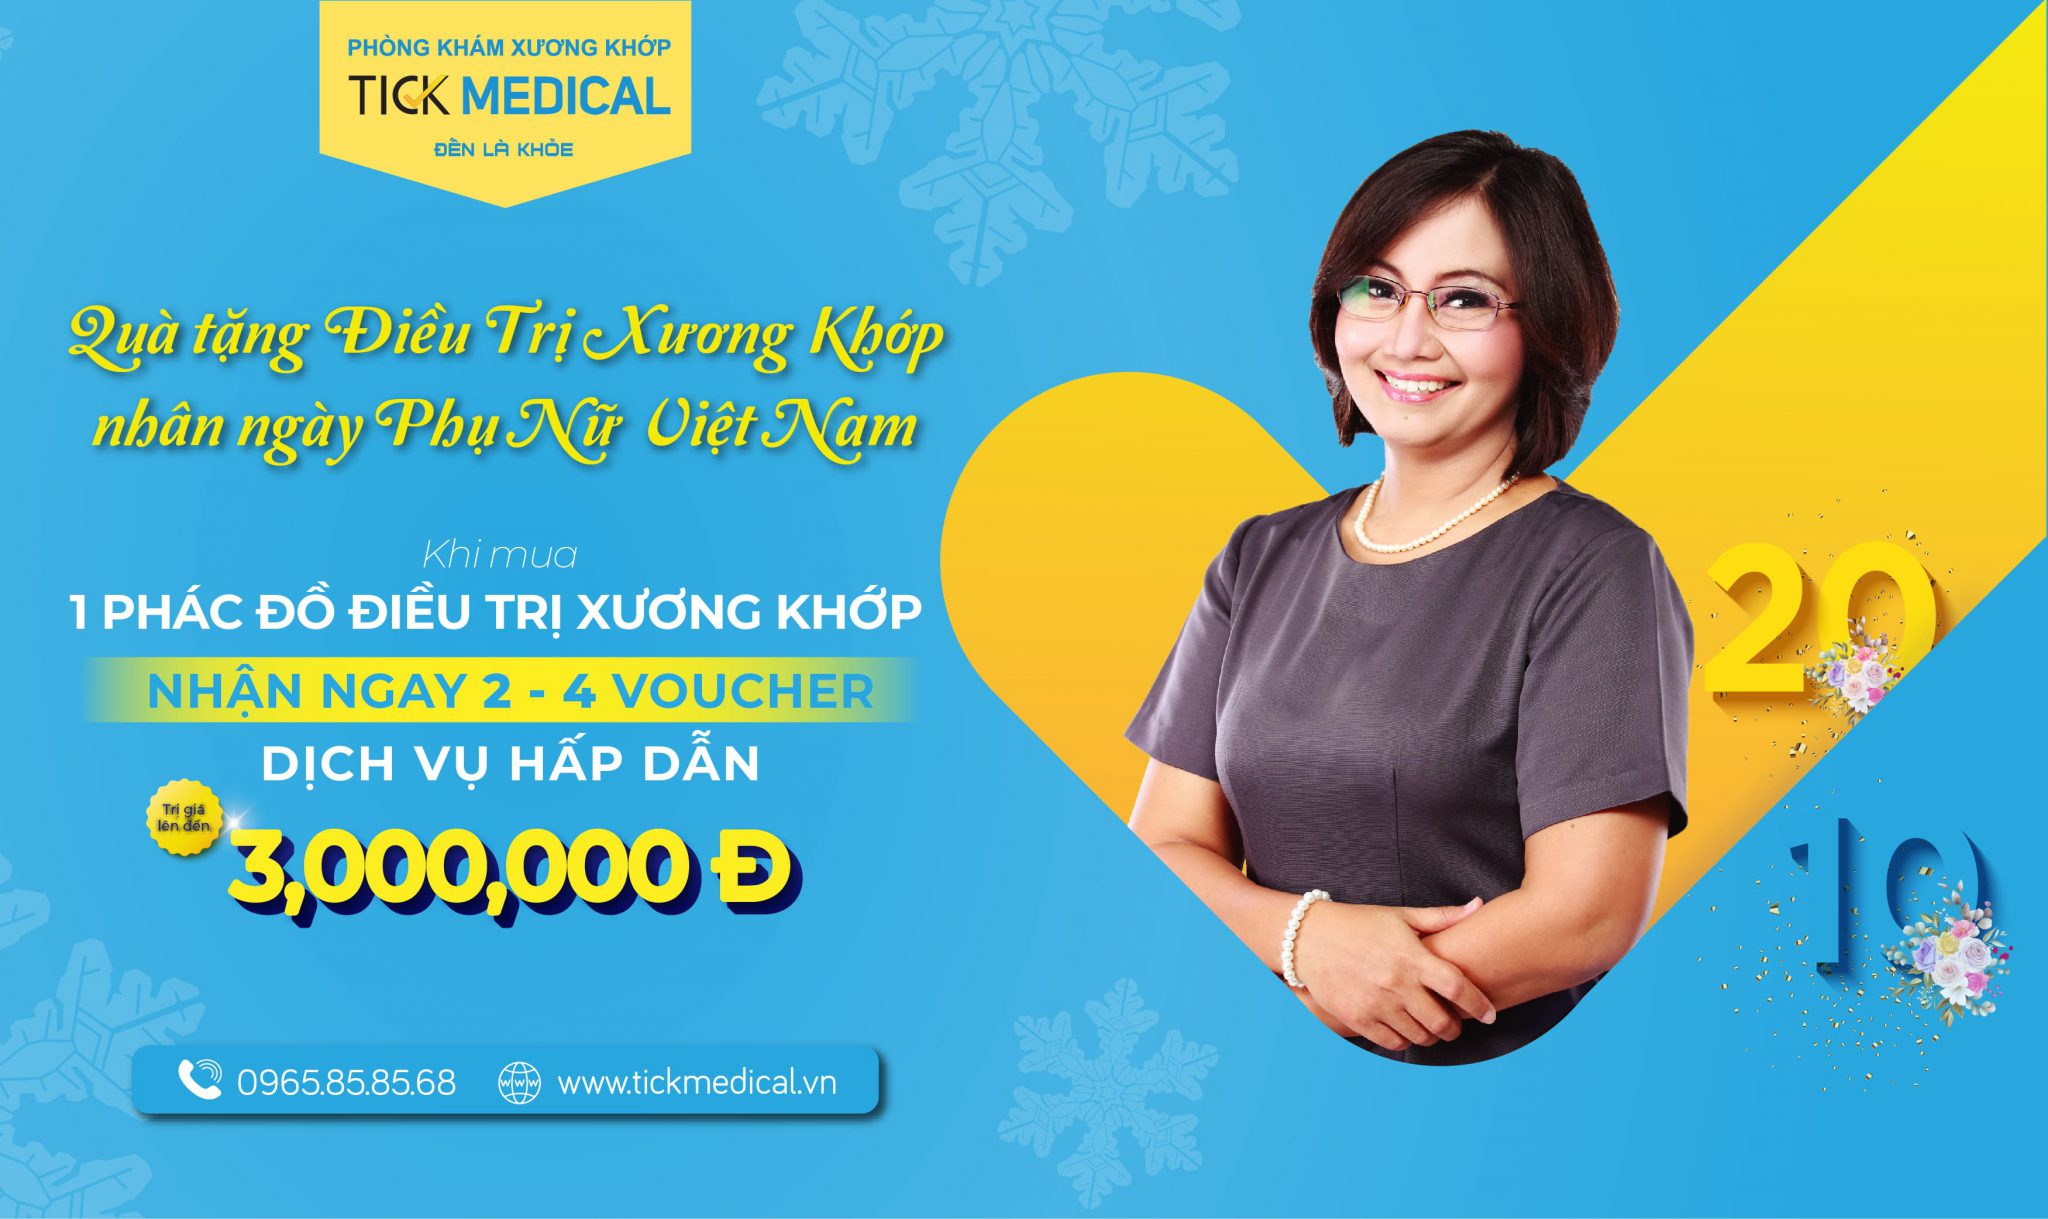 PHÒNG KHÁM XƯƠNG KHỚP
TICK MEDICAL
ĐẾN LÀ KHỎE
Quà tặng Điều Trị Xương Khớp
nhân ngày Phụ Nữ Việt Nam
Khi mua
1 PHÁC ĐỒ ĐIỀU TRỊ XƯƠNG KHỚP
NHẬN NGAY 2 - 4 VOUCHER
DỊCH VỤ HẤP DẪN
Trị giá
lên đến
3,000,000 Đ
0965.85.85.68
www www.tickmedical.vn
20
10